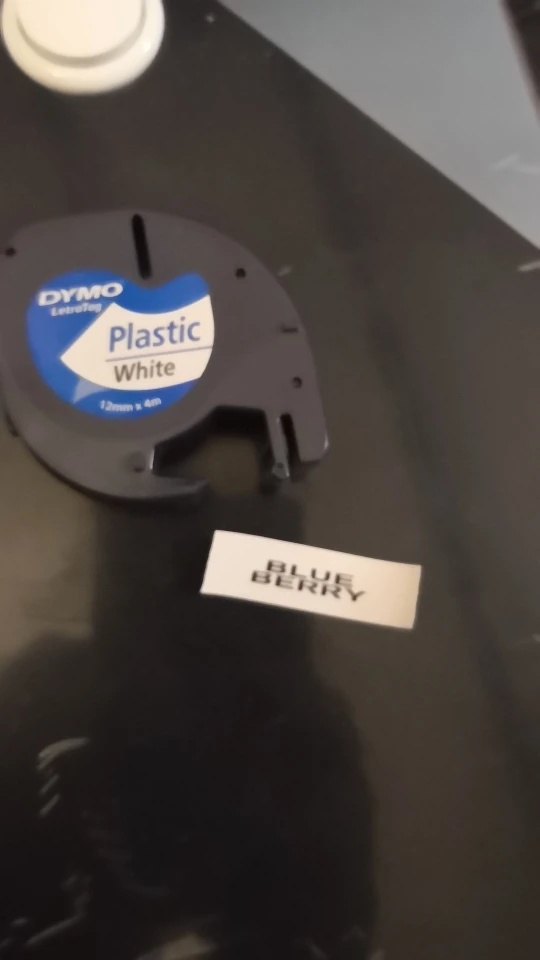 DYMO
LetraTag
Plastic
White
12mm x 4m
BLUE
BERRY